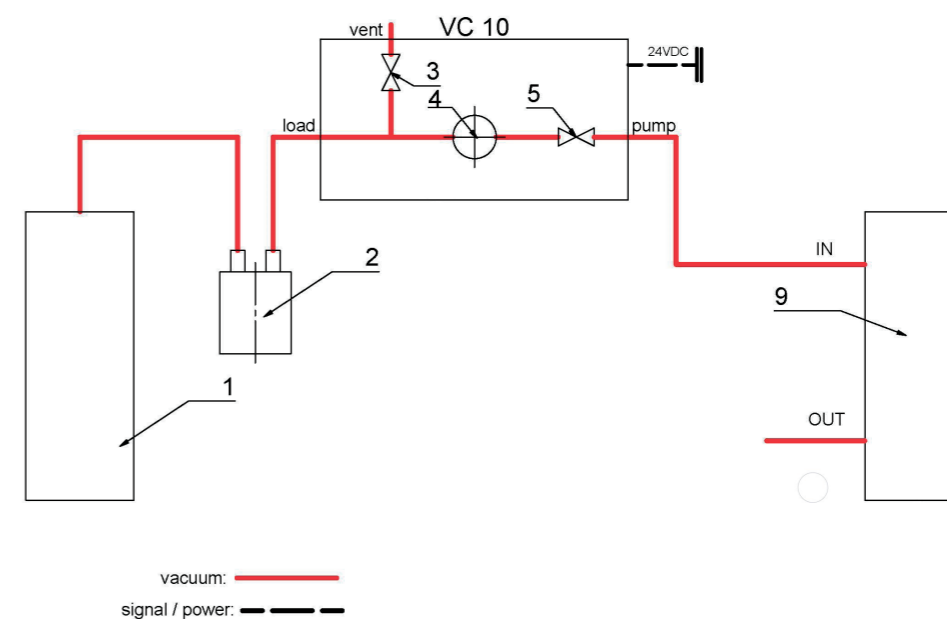 vent
VC 10
24VDC
3
4
5
load
pump
2
IN
9
1
OUT
vacuum:
signal / power: